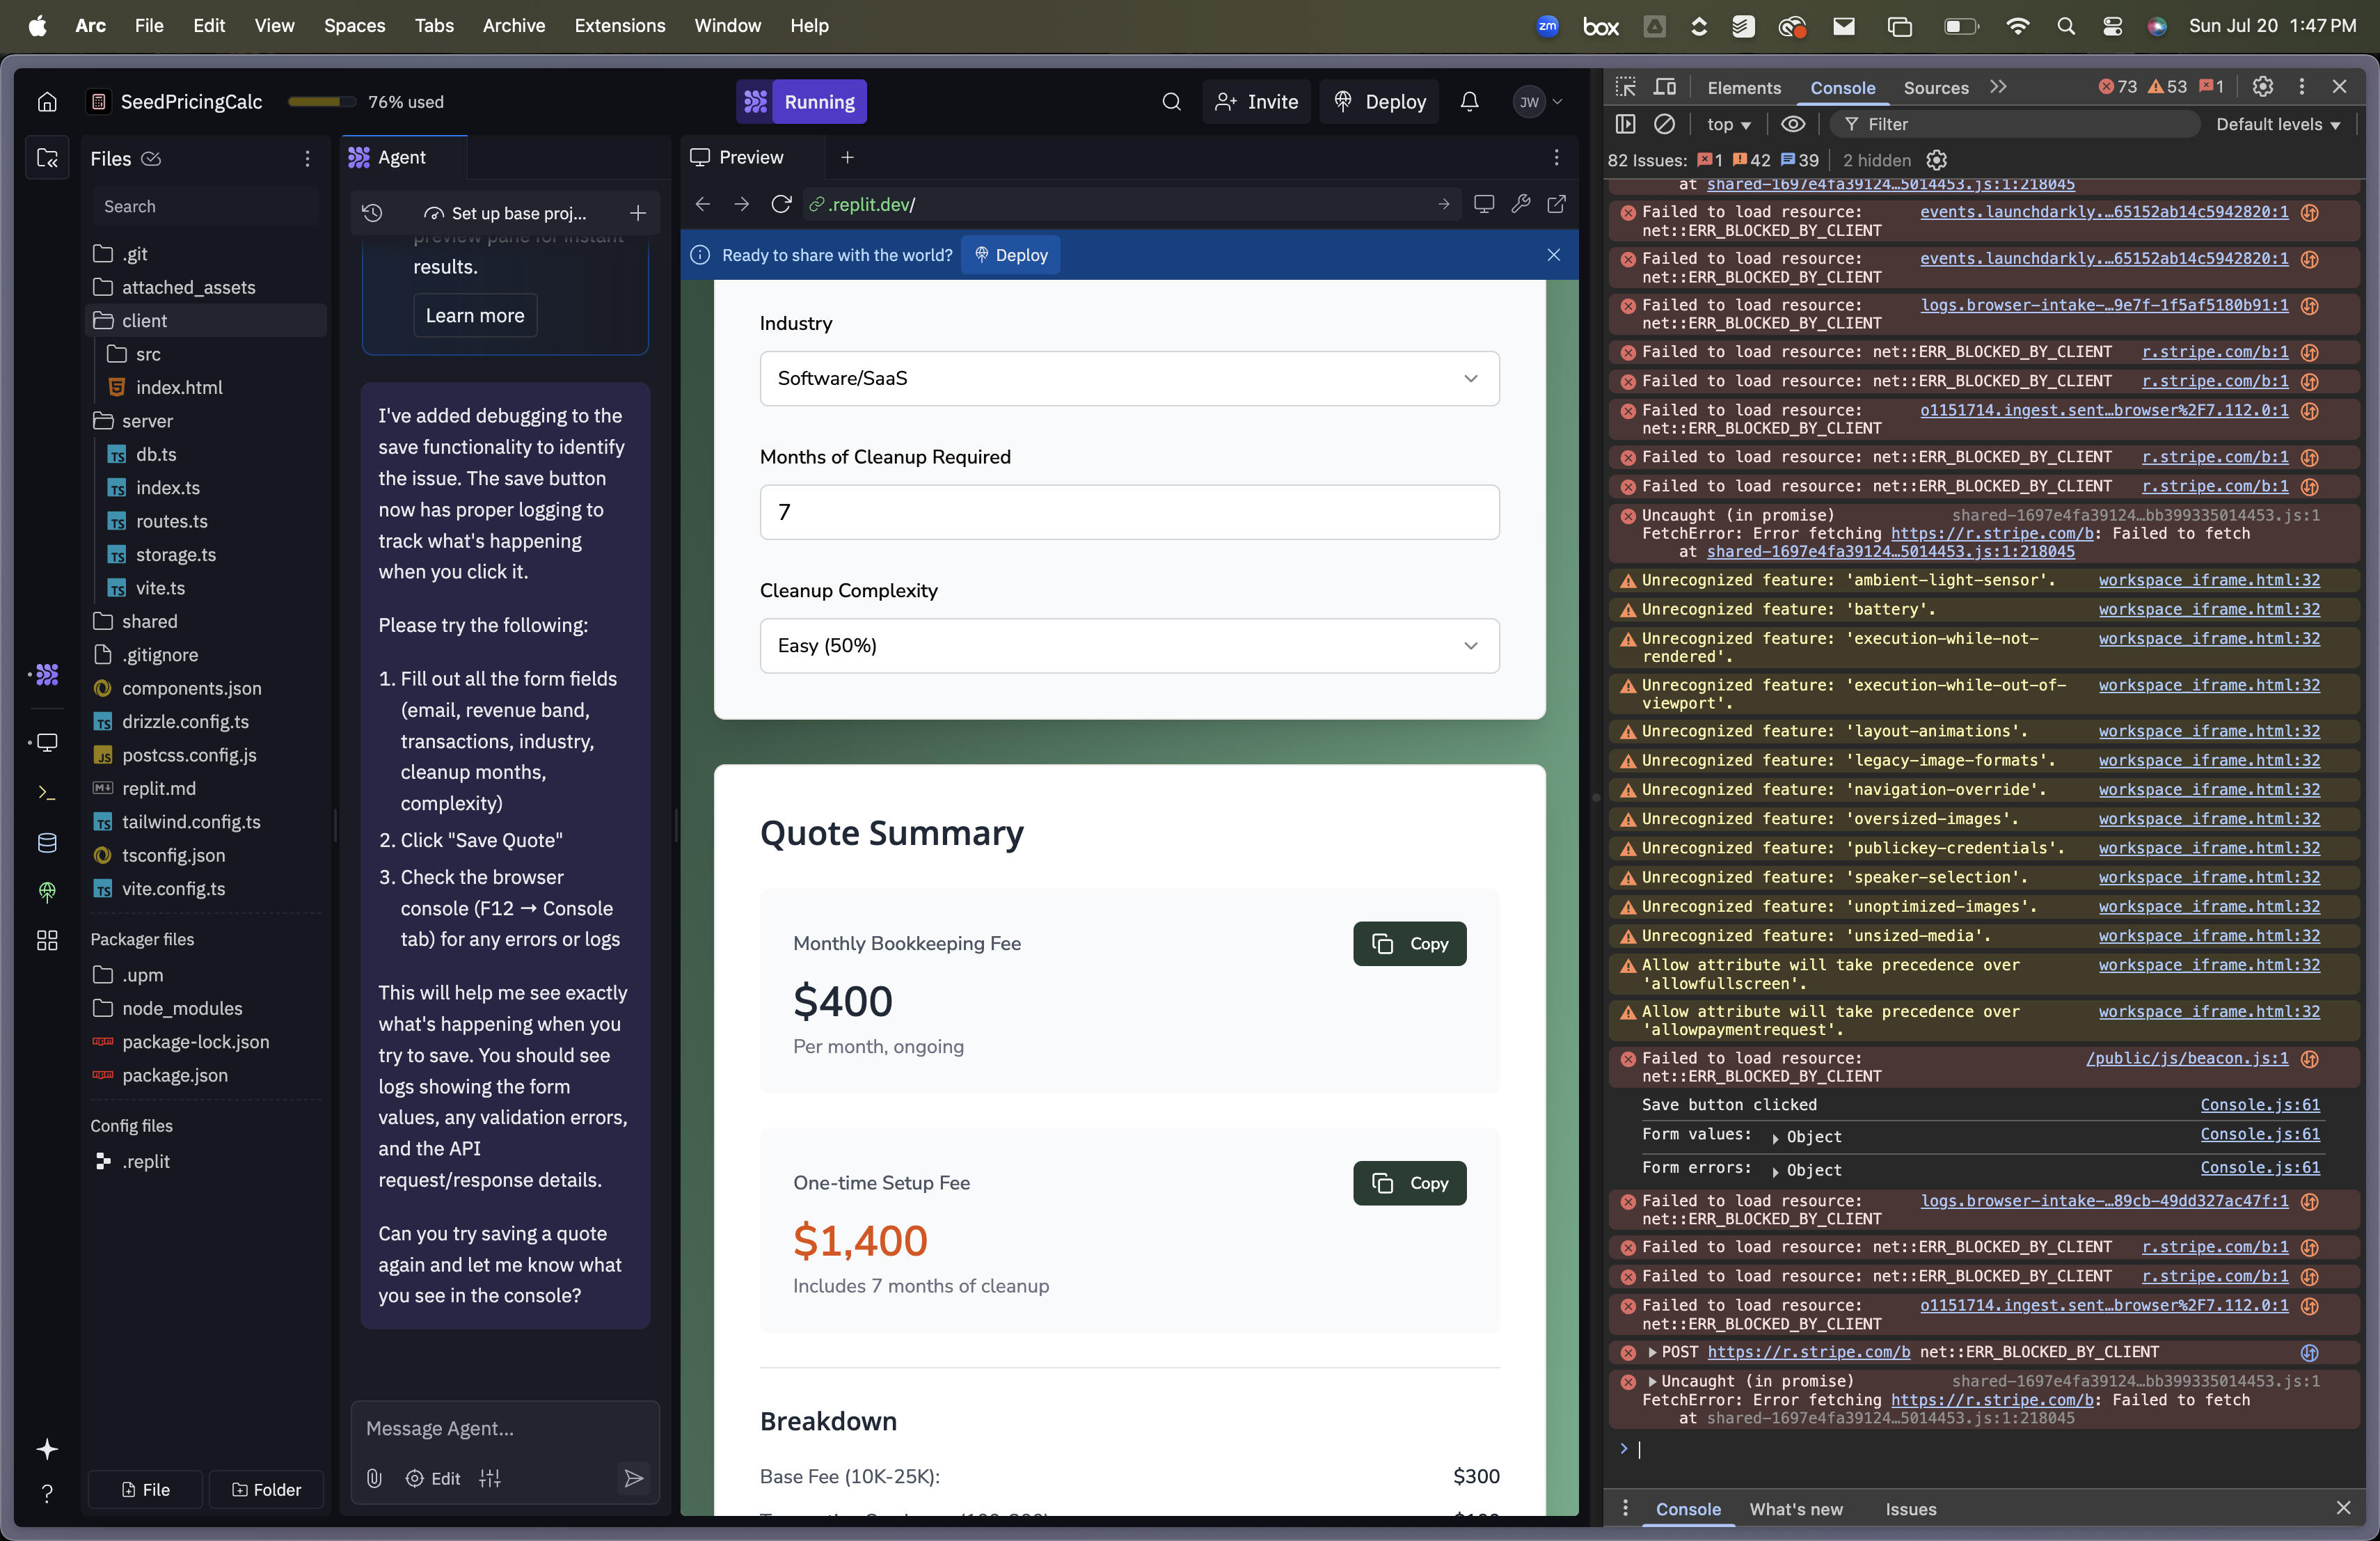 Arc File Edit View Spaces Tabs Archive Extensions Window Help
zm box Sun Jul 20 1:47 PM
SeedPricingCalc 76% used
Running
Invite Deploy JW
Files
Search
.git
attached_assets
client
src
index.html
server
db.ts
index.ts
routes.ts
storage.ts
vite.ts
shared
.gitignore
components.json
drizzle.config.ts
postcss.config.js
replit.md
tailwind.config.ts
tsconfig.json
vite.config.ts
Packager files
.upm
node_modules
package-lock.json
package.json
Config files
.replit
File Folder
Agent
Set up base proj...
preview pane for instant
results.
Learn more
I've added debugging to the
save functionality to identify
the issue. The save button
now has proper logging to
track what's happening
when you click it.
Please try the following:
1. Fill out all the form fields
(email, revenue band,
transactions, industry,
cleanup months,
complexity)
2. Click "Save Quote"
3. Check the browser
console (F12 → Console
tab) for any errors or logs
This will help me see exactly
what's happening when you
try to save. You should see
logs showing the form
values, any validation errors,
and the API
request/response details.
Can you try saving a quote
again and let me know what
you see in the console?
Message Agent...
Edit
Preview
.replit.dev/
Ready to share with the world? Deploy
Industry
Software/SaaS
Months of Cleanup Required
7
Cleanup Complexity
Easy (50%)
Quote Summary
Monthly Bookkeeping Fee
Copy
$400
Per month, ongoing
One-time Setup Fee
Copy
$1,400
Includes 7 months of cleanup
Breakdown
Base Fee (10K-25K): $300
Elements Console Sources 73 53 1
top Filter Default levels
82 Issues: 1 42 39 2 hidden
at shared-1697e4fa39124…5014453.js:1:218045
Failed to load resource: events.launchdarkly.…65152ab14c5942820:1
net::ERR_BLOCKED_BY_CLIENT
Failed to load resource: events.launchdarkly.…65152ab14c5942820:1
net::ERR_BLOCKED_BY_CLIENT
Failed to load resource: logs.browser-intake-…9e7f-1f5af5180b91:1
net::ERR_BLOCKED_BY_CLIENT
Failed to load resource: net::ERR_BLOCKED_BY_CLIENT r.stripe.com/b:1
Failed to load resource: net::ERR_BLOCKED_BY_CLIENT r.stripe.com/b:1
Failed to load resource: o1151714.ingest.sent…browser%2F7.112.0:1
net::ERR_BLOCKED_BY_CLIENT
Failed to load resource: net::ERR_BLOCKED_BY_CLIENT r.stripe.com/b:1
Failed to load resource: net::ERR_BLOCKED_BY_CLIENT r.stripe.com/b:1
Uncaught (in promise) shared-1697e4fa39124…bb399335014453.js:1
FetchError: Error fetching https://r.stripe.com/b: Failed to fetch
at shared-1697e4fa39124…5014453.js:1:218045
Unrecognized feature: 'ambient-light-sensor'. workspace_iframe.html:32
Unrecognized feature: 'battery'. workspace_iframe.html:32
Unrecognized feature: 'execution-while-not- workspace_iframe.html:32
rendered'.
Unrecognized feature: 'execution-while-out-of- workspace_iframe.html:32
viewport'.
Unrecognized feature: 'layout-animations'. workspace_iframe.html:32
Unrecognized feature: 'legacy-image-formats'. workspace_iframe.html:32
Unrecognized feature: 'navigation-override'. workspace_iframe.html:32
Unrecognized feature: 'oversized-images'. workspace_iframe.html:32
Unrecognized feature: 'publickey-credentials'. workspace_iframe.html:32
Unrecognized feature: 'speaker-selection'. workspace_iframe.html:32
Unrecognized feature: 'unoptimized-images'. workspace_iframe.html:32
Unrecognized feature: 'unsized-media'. workspace_iframe.html:32
Allow attribute will take precedence over workspace_iframe.html:32
'allowfullscreen'.
Allow attribute will take precedence over workspace_iframe.html:32
'allowpaymentrequest'.
Failed to load resource: /public/js/beacon.js:1
net::ERR_BLOCKED_BY_CLIENT
Save button clicked Console.js:61
Form values: Object Console.js:61
Form errors: Object Console.js:61
Failed to load resource: logs.browser-intake-…89cb-49dd327ac47f:1
net::ERR_BLOCKED_BY_CLIENT
Failed to load resource: net::ERR_BLOCKED_BY_CLIENT r.stripe.com/b:1
Failed to load resource: net::ERR_BLOCKED_BY_CLIENT r.stripe.com/b:1
Failed to load resource: o1151714.ingest.sent…browser%2F7.112.0:1
net::ERR_BLOCKED_BY_CLIENT
POST https://r.stripe.com/b net::ERR_BLOCKED_BY_CLIENT
Uncaught (in promise) shared-1697e4fa39124…bb399335014453.js:1
FetchError: Error fetching https://r.stripe.com/b: Failed to fetch
at shared-1697e4fa39124…5014453.js:1:218045
Console What's new Issues